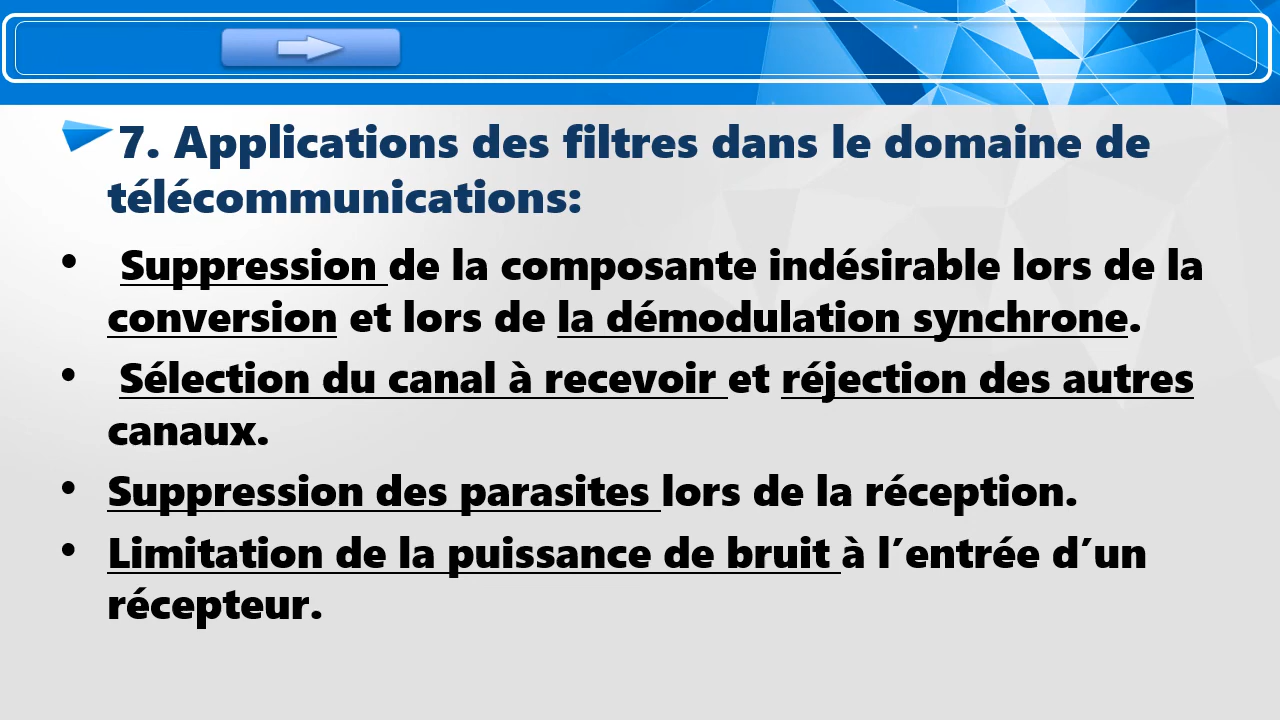 7. Applications des filtres dans le domaine de
télécommunications:
• Suppression de la composante indésirable lors de la
conversion et lors de la démodulation synchrone.
• Sélection du canal à recevoir et réjection des autres
canaux.
• Suppression des parasites lors de la réception.
• Limitation de la puissance de bruit à l´entrée d´un
récepteur.